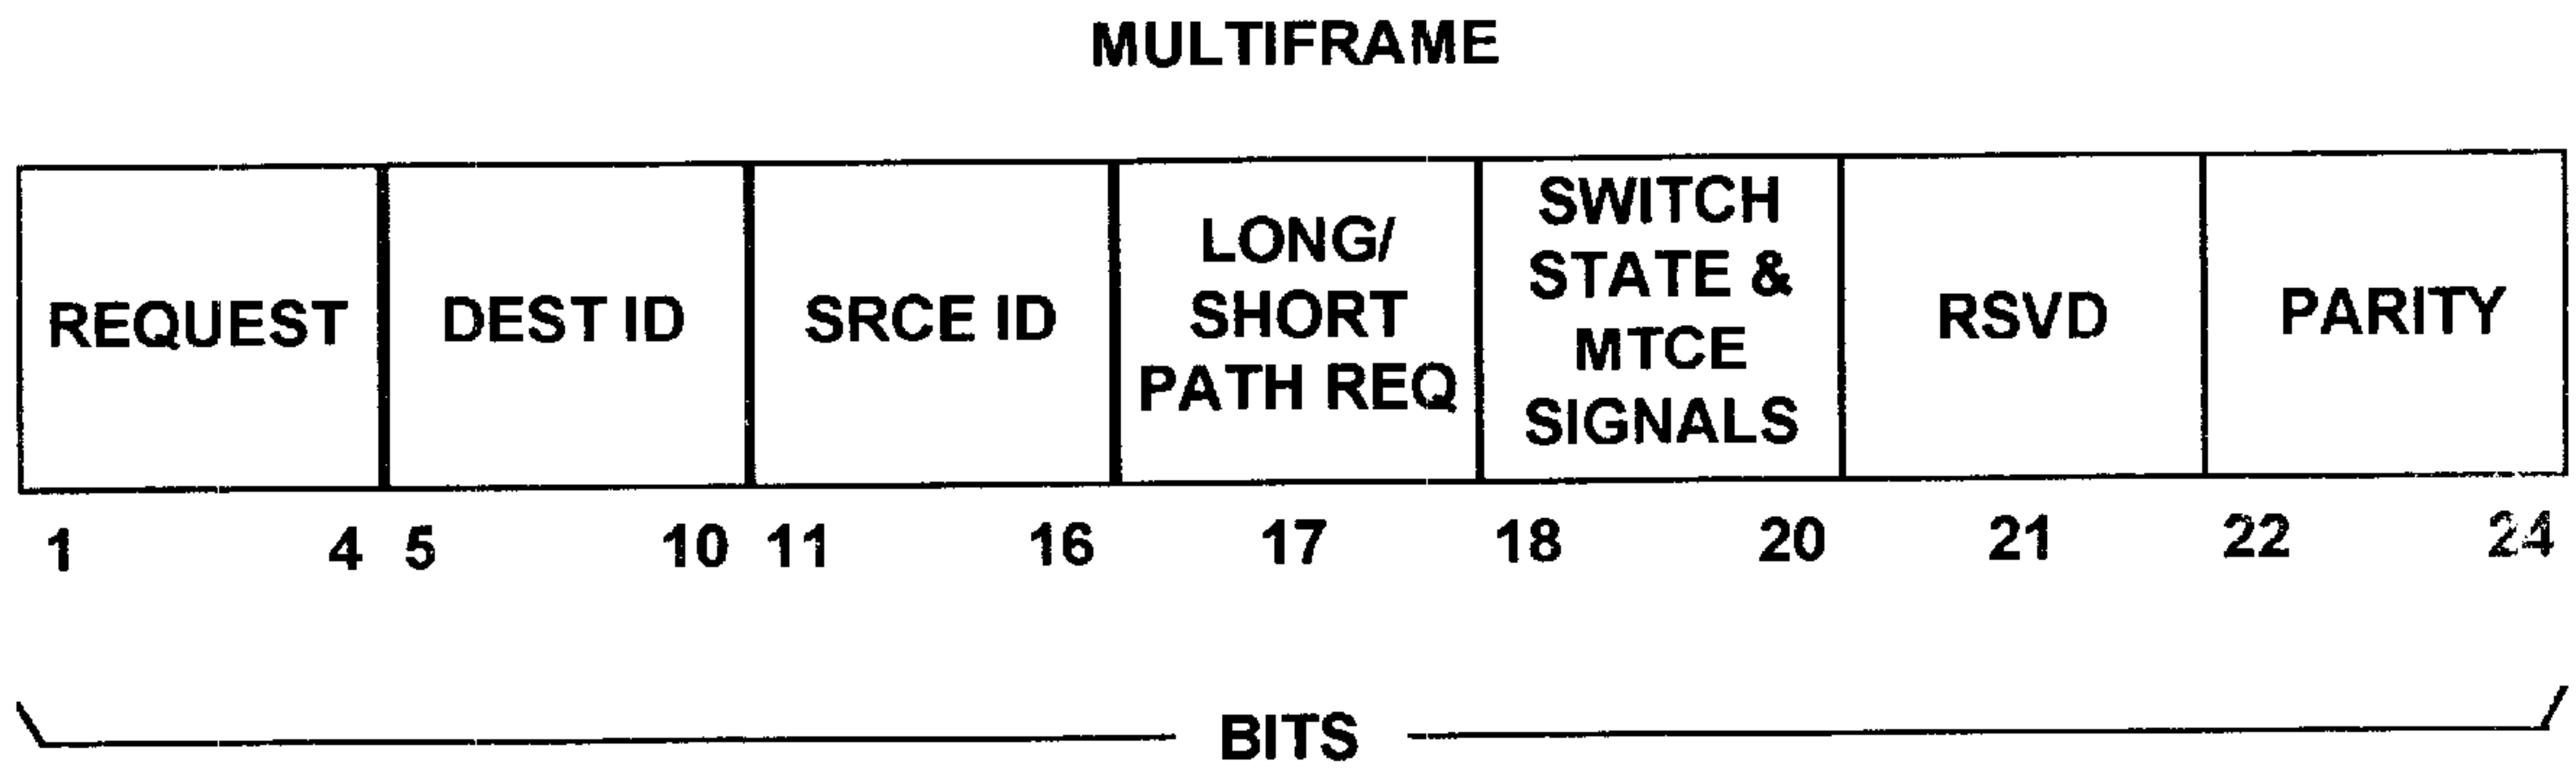 MULTIFRAME
REQUEST
DEST ID
SRCE ID
LONG/
SHORT
PATH REQ
SWITCH
STATE &
MTCE
SIGNALS
RSVD
PARITY
1 4 5 10 11 16 17 18 20 21 22 24
BITS